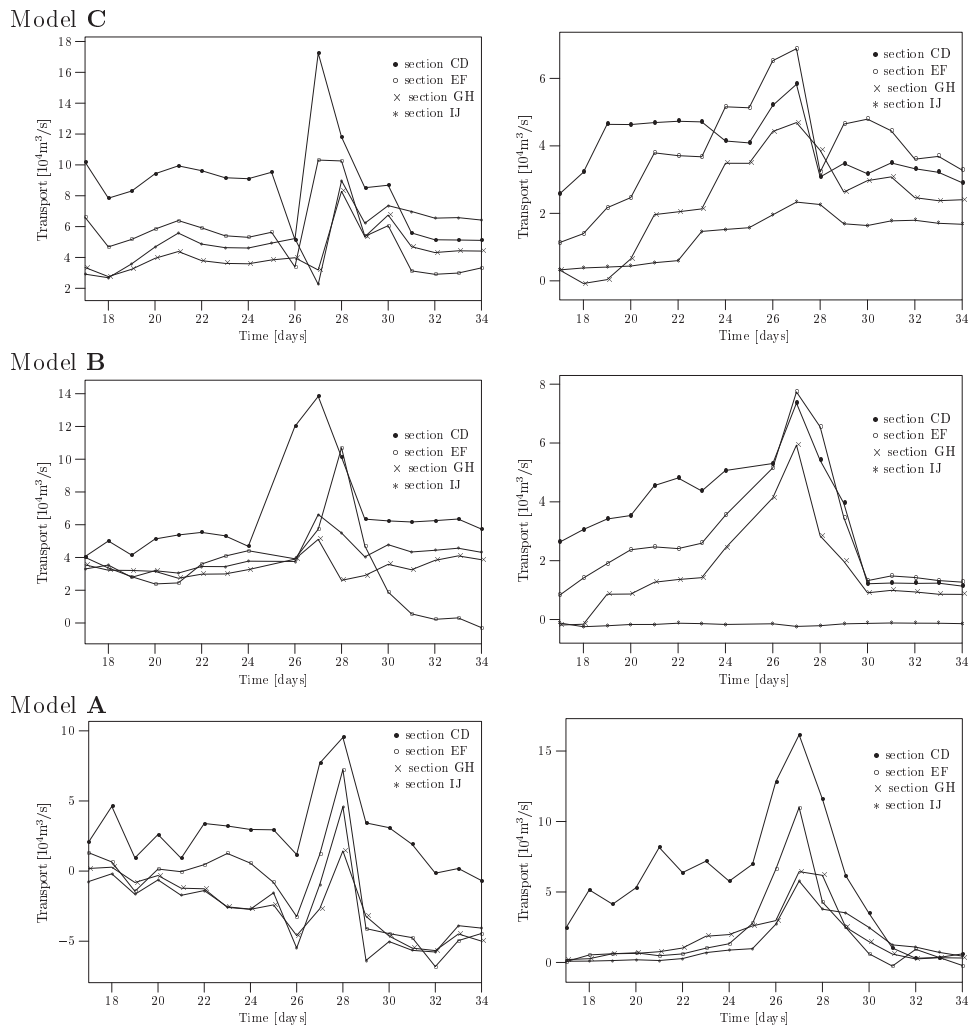 Model C
18
16
14
12
10
8
6
4
2
Transport [10⁴m³/s]
section CD
section EF
section GH
section IJ
18 20 22 24 26 28 30 32 34
Time [days]
6
4
2
0
Transport [10⁴m³/s]
section CD
section EF
section GH
section IJ
18 20 22 24 26 28 30 32 34
Time [days]
Model B
14
12
10
8
6
4
2
0
Transport [10⁴m³/s]
section CD
section EF
section GH
section IJ
18 20 22 24 26 28 30 32 34
Time [days]
8
6
4
2
0
Transport [10⁴m³/s]
section CD
section EF
section GH
section IJ
18 20 22 24 26 28 30 32 34
Time [days]
Model A
10
5
0
−5
Transport [10⁴m³/s]
section CD
section EF
section GH
section IJ
18 20 22 24 26 28 30 32 34
Time [days]
15
10
5
0
Transport [10⁴m³/s]
section CD
section EF
section GH
section IJ
18 20 22 24 26 28 30 32 34
Time [days]